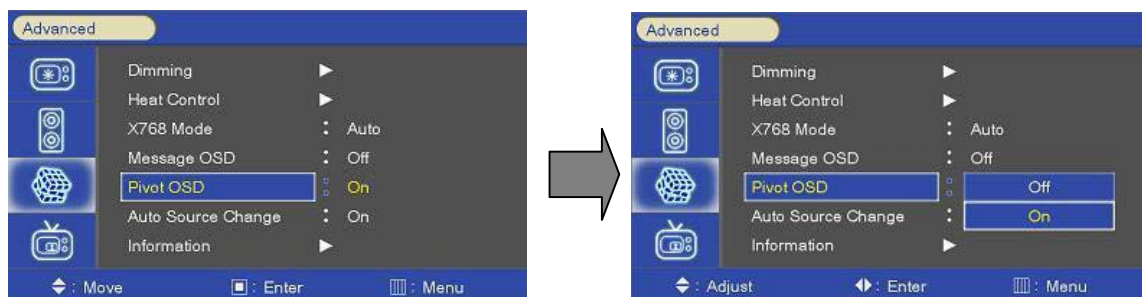 Advanced
Dimming
Heat Control
X768 Mode : Auto
Message OSD : Off
Pivot OSD : On
Auto Source Change : On
Information
: Move : Enter : Menu
Advanced
Dimming
Heat Control
X768 Mode : Auto
Message OSD : Off
Pivot OSD : Off
On
Auto Source Change :
Information
: Adjust : Enter : Menu